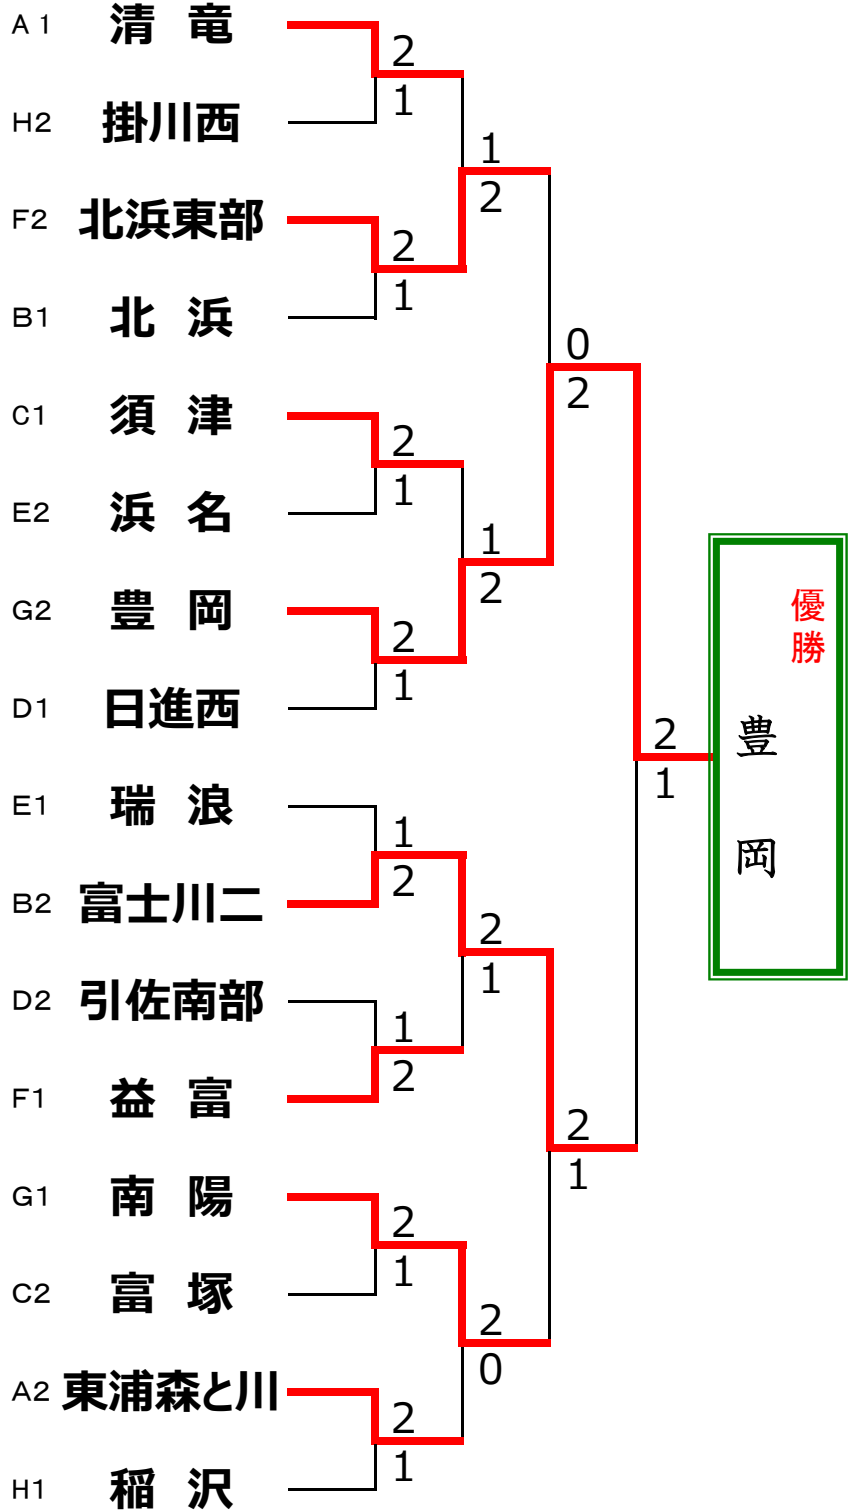 A1 清 竜
2
1
H2 掛川西
1
2
F2 北浜東部
2
1
B1 北 浜
0
2
C1 須 津
2
1
E2 浜 名
1
2
G2 豊 岡
2
1
D1 日進西
2
1
優勝
豊 岡
E1 瑞 浪
1
2
B2 富士川二
2
1
D2 引佐南部
1
2
F1 益 富
2
1
G1 南 陽
2
1
C2 富 塚
2
0
A2 東浦森と川
2
1
H1 稲 沢